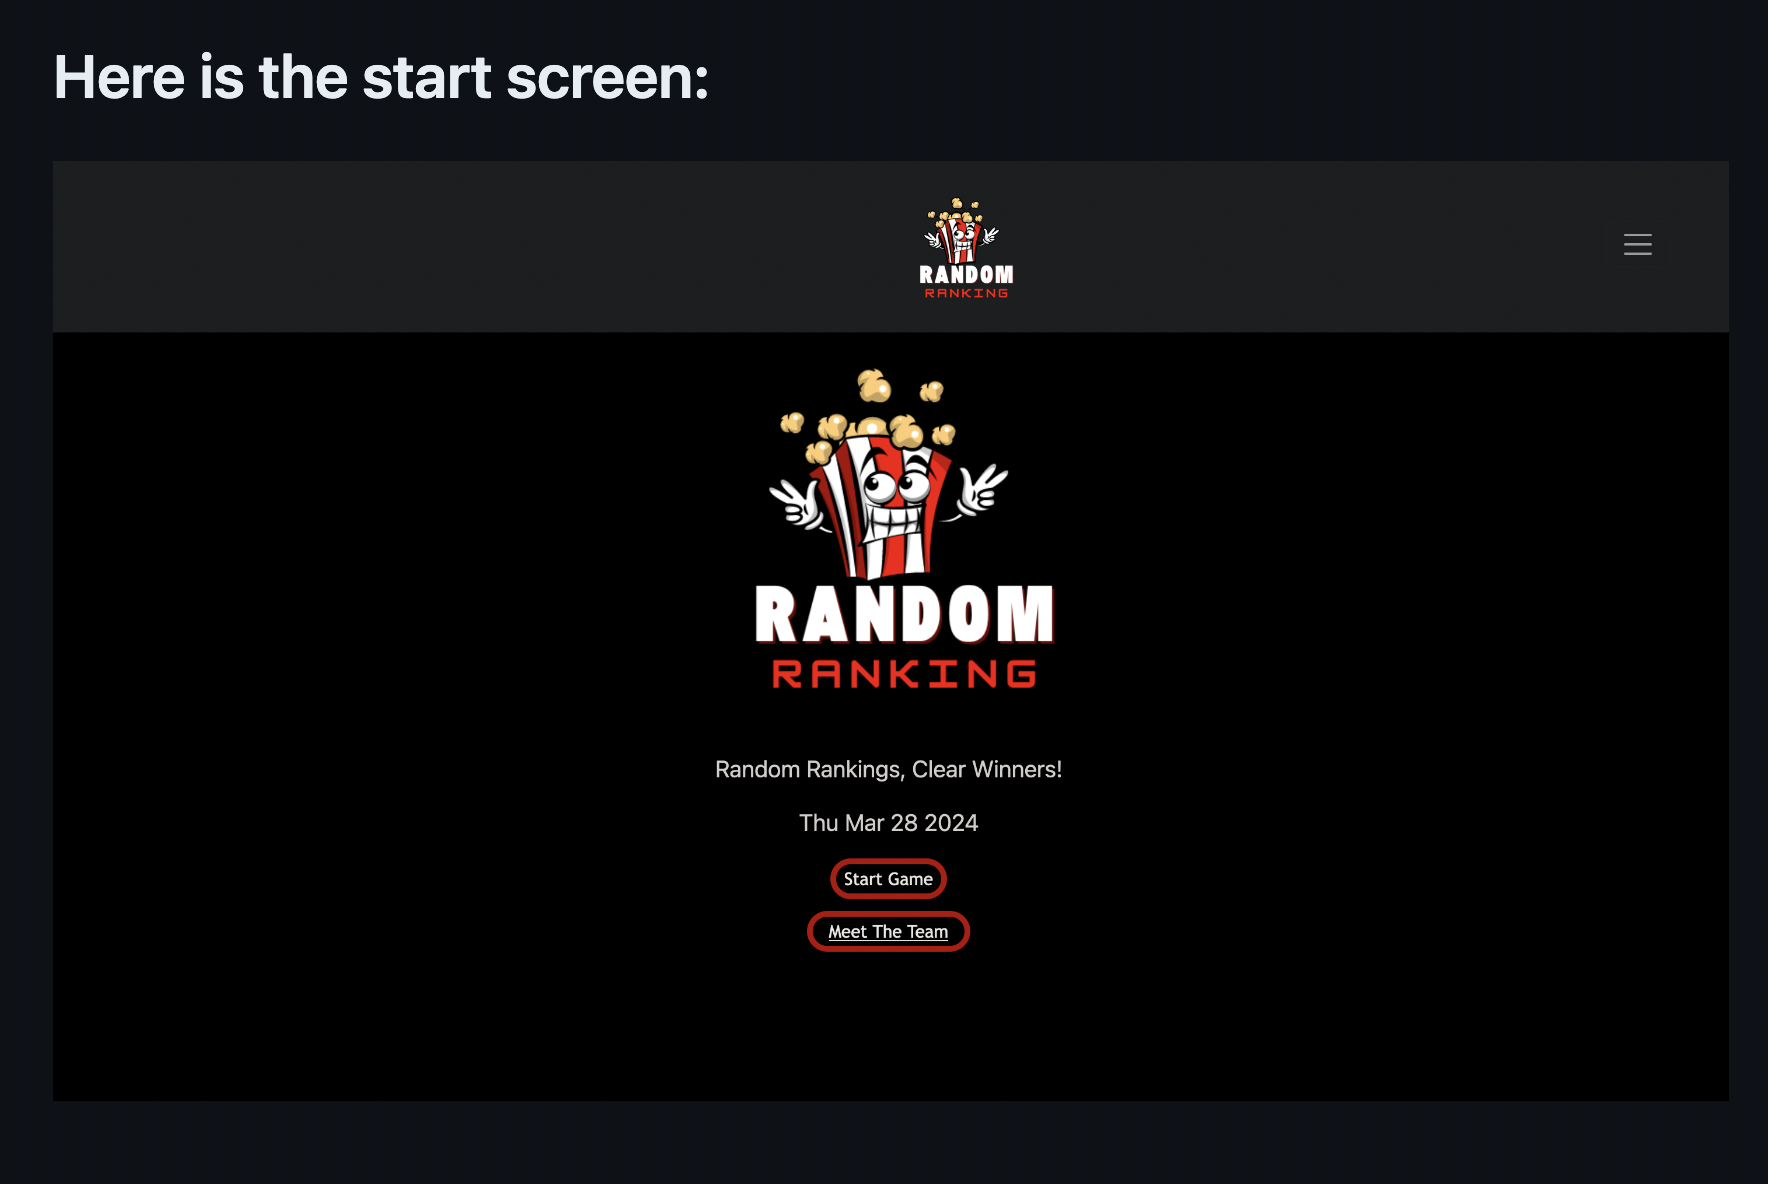 Here is the start screen:
RANDOM
RANKING
RANDOM
RANKING
Random Rankings, Clear Winners!
Thu Mar 28 2024
Start Game
Meet The Team